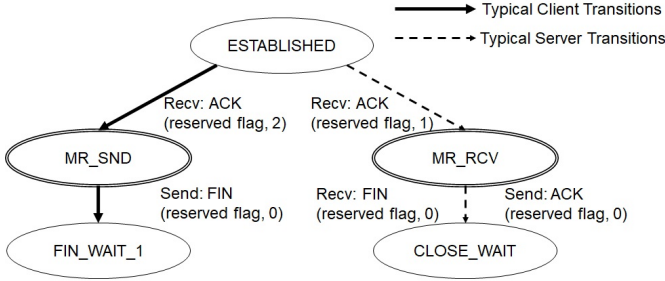 Typical Client Transitions
ESTABLISHED
Typical Server Transitions
Recv: ACK
(reserved flag, 2)
Recv: ACK
(reserved flag, 1)
MR_SND
MR_RCV
Send: FIN
(reserved flag, 0)
Recv: FIN
(reserved flag, 0)
Send: ACK
(reserved flag, 0)
FIN_WAIT_1
CLOSE_WAIT